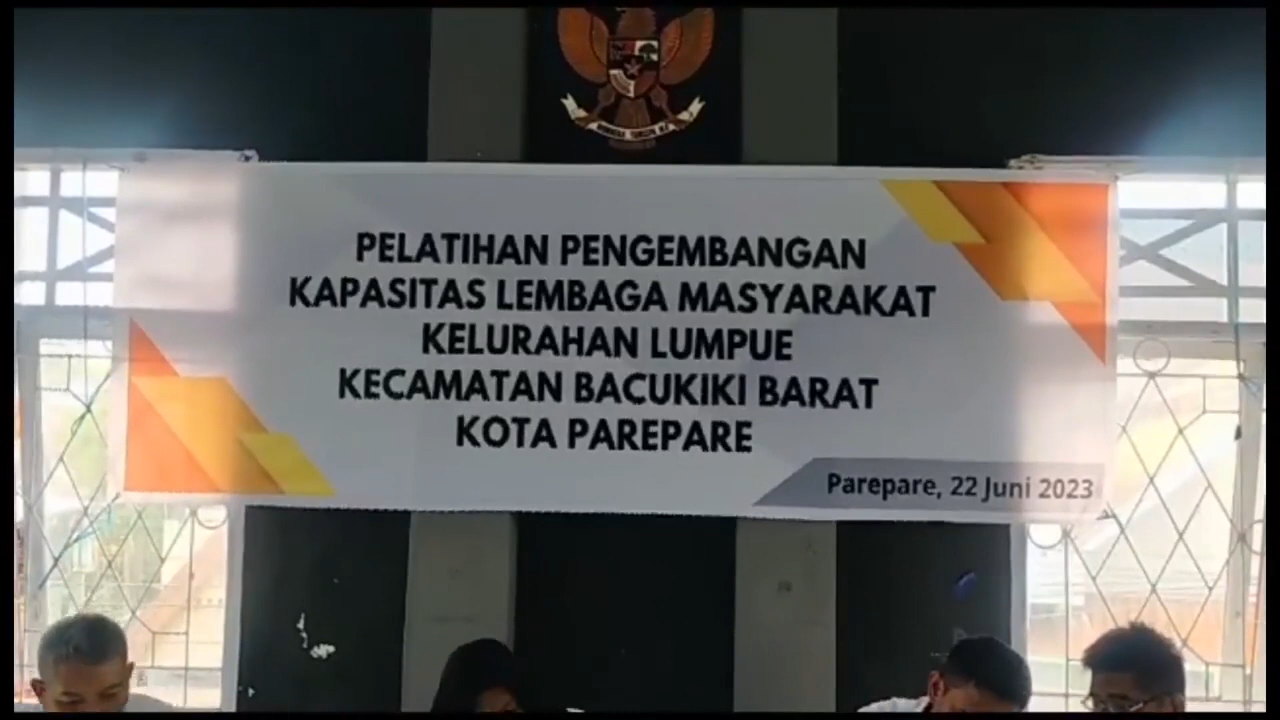 PELATIHAN PENGEMBANGAN
KAPASITAS LEMBAGA MASYARAKAT
KELURAHAN LUMPUE
KECAMATAN BACUKIKI BARAT
KOTA PAREPARE
Parepare, 22 Juni 2023